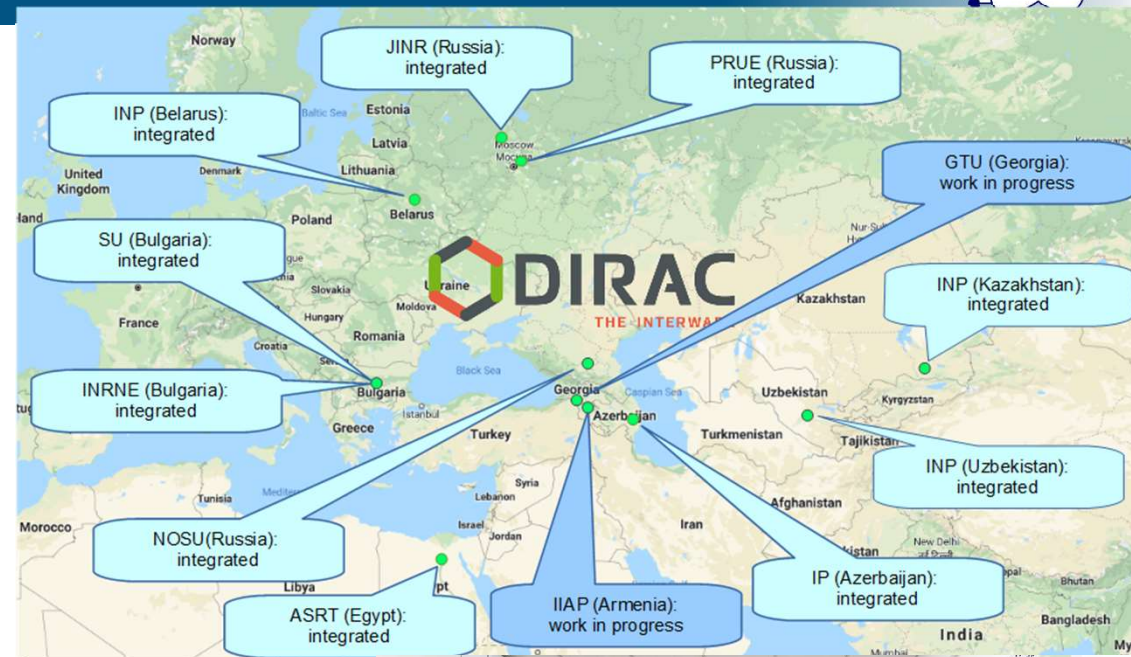 Norway
JINR (Russia):
integrated
PRUE (Russia):
integrated
INP (Belarus):
integrated
Baltic Sea
Estonia
Latvia
Lithuania
Moscow
GTU (Georgia):
work in progress
United
Kingdom
Denmark
Belarus
Poland
SU (Bulgaria):
integrated
DIRAC
THE INTERWARE
Slovakia
Moldova
Hungary
France
Romania
Croatia
Kazakhstan
INP (Kazakhstan):
integrated
Black Sea
Georgia
Caspian Sea
Uzbekistan
Kyrgyzstan
INRNE (Bulgaria):
integrated
Bulgaria
Istanbul
Azerbaijan
Greece
Turkey
Turkmenistan
Tajikistan
INP (Uzbekistan):
integrated
Syria
Lebanon
Tunisia
Afghanistan
Morocco
Israel
Jordan
Iran
NOSU(Russia):
integrated
New Delhi
Libya
IP (Azerbaijan):
integrated
Bhutan
ASRT (Egypt):
integrated
IIAP (Armenia):
work in progress
Bangladesh
India
Mumbai